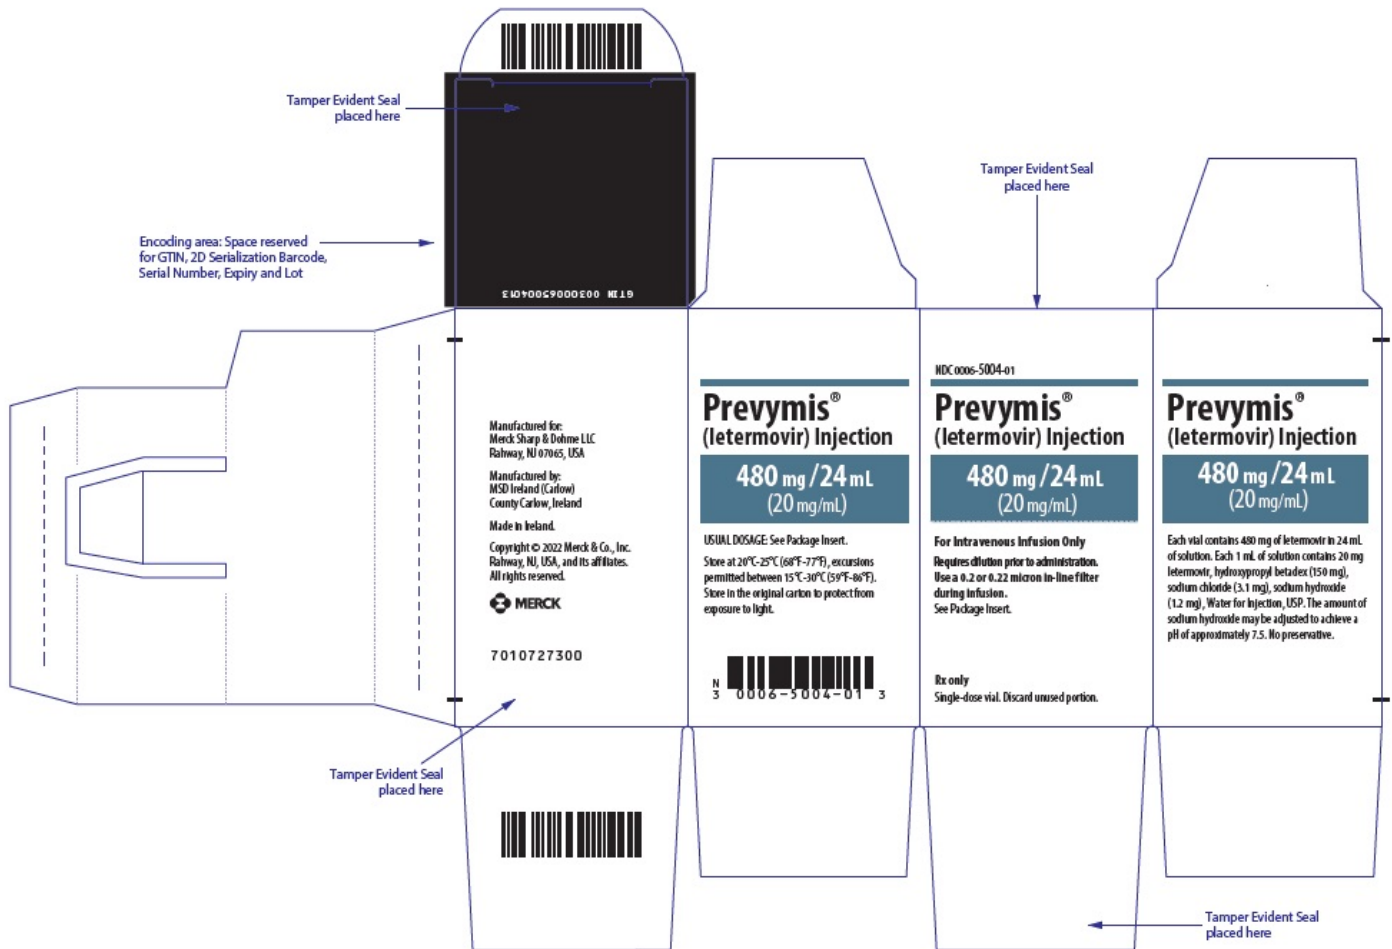 Tamper Evident Seal
placed here
Encoding area: Space reserved
for GTIN, 2D Serialization Barcode,
Serial Number, Expiry and Lot
GTIN 00300065004013
Tamper Evident Seal
placed here
Manufactured for:
Merck Sharp & Dohme LLC
Rahway, NJ 07065, USA
Manufactured by:
MSD Ireland (Carlow)
County Carlow, Ireland
Made in Ireland.
Copyright © 2022 Merck & Co., Inc.
Rahway, NJ, USA, and its affiliates.
All rights reserved.
MERCK
7010727300
Tamper Evident Seal
placed here
Prevymis®
(letermovir) Injection
480 mg/24 mL
(20 mg/mL)
USUAL DOSAGE: See Package Insert.
Store at 20°C-25°C (68°F-77°F), excursions
permitted between 15°C-30°C (59°F-86°F).
Store in the original carton to protect from
exposure to light.
N
3 0006-5004-01 3
NDC 0006-5004-01
Prevymis®
(letermovir) Injection
480 mg/24 mL
(20 mg/mL)
For Intravenous Infusion Only
Requires dilution prior to administration.
Use a 0.2 or 0.22 micron in-line filter
during infusion.
See Package Insert.
Rx only
Single-dose vial. Discard unused portion.
Prevymis®
(letermovir) Injection
480 mg/24 mL
(20 mg/mL)
Each vial contains 480 mg of letermovir in 24 mL
of solution. Each 1 mL of solution contains 20 mg
letermovir, hydroxypropyl betadex (150 mg),
sodium chloride (3.1 mg), sodium hydroxide
(1.2 mg), Water for Injection, USP. The amount of
sodium hydroxide may be adjusted to achieve a
pH of approximately 7.5. No preservative.
Tamper Evident Seal
placed here